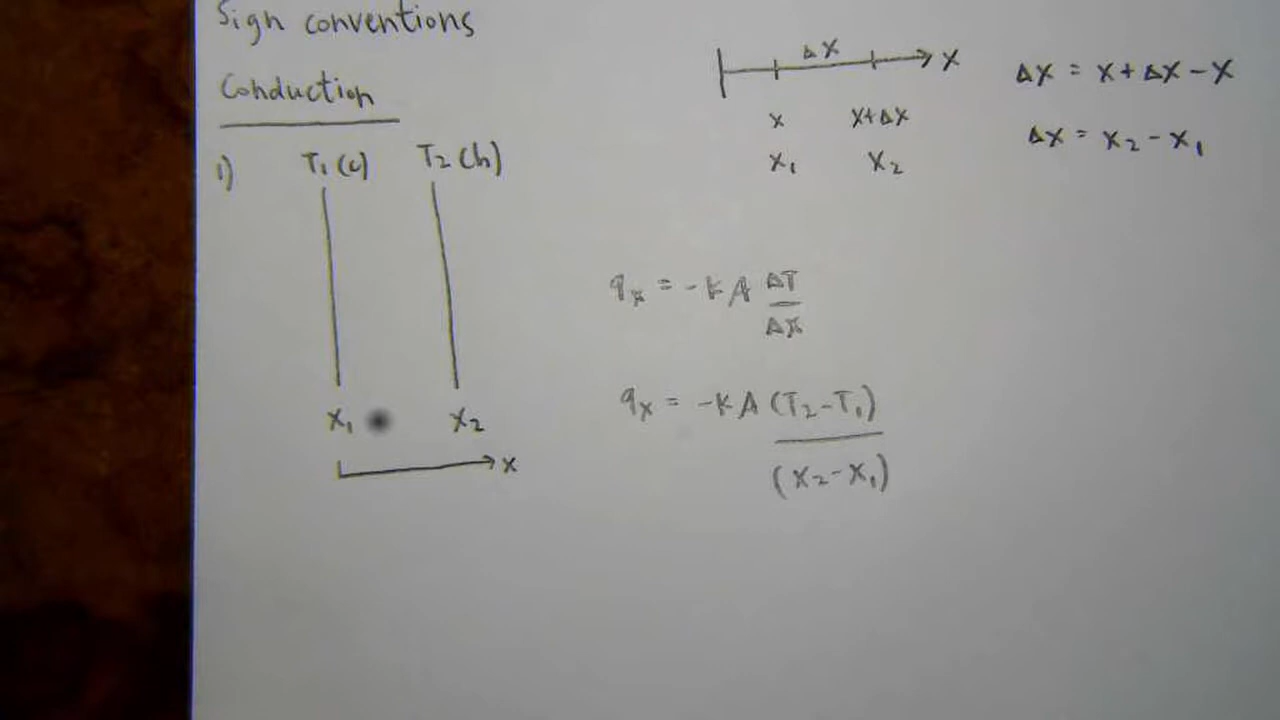 Sign conventions
Conduction
1) T₁(c) T₂(h)
x₁ x₂
x
Δx
x
x x+Δx
x₁ x₂
Δx = x+Δx-x
Δx = x₂-x₁
qₓ = -kA ΔT/Δx
qₓ = -kA (T₂-T₁)/(x₂-x₁)